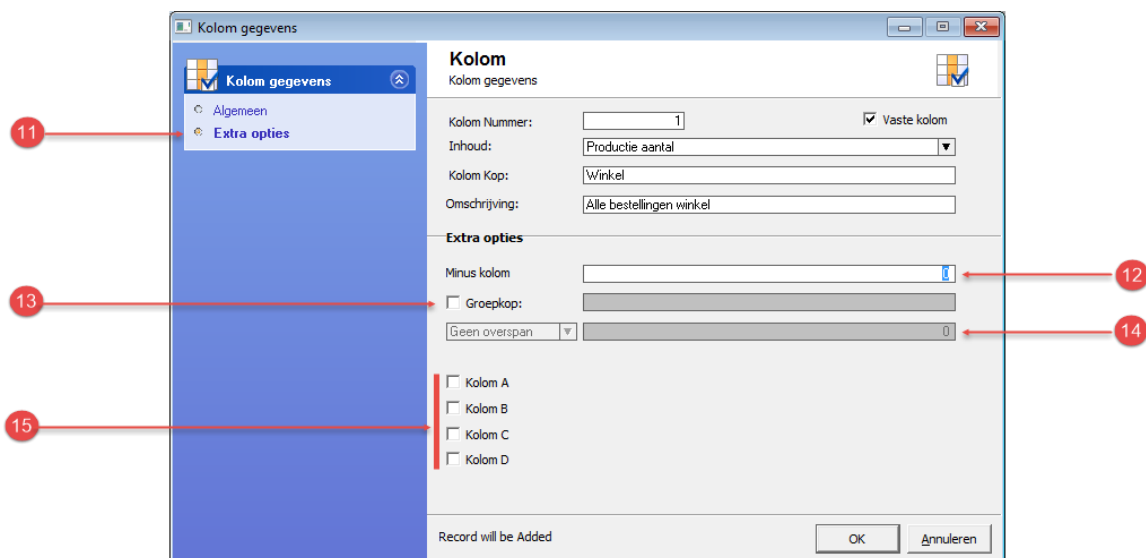 Kolom gegevens
Kolom gegevens
Algemeen
Extra opties
Kolom
Kolom gegevens
Kolom Nummer: 1 Vaste kolom
Inhoud: Productie aantal
Kolom Kop: Winkel
Omschrijving: Alle bestellingen winkel
Extra opties
Minus kolom 0
Groepkop:
Geen overspan 0
Kolom A
Kolom B
Kolom C
Kolom D
Record will be Added OK Annuleren
11
12
13
14
15